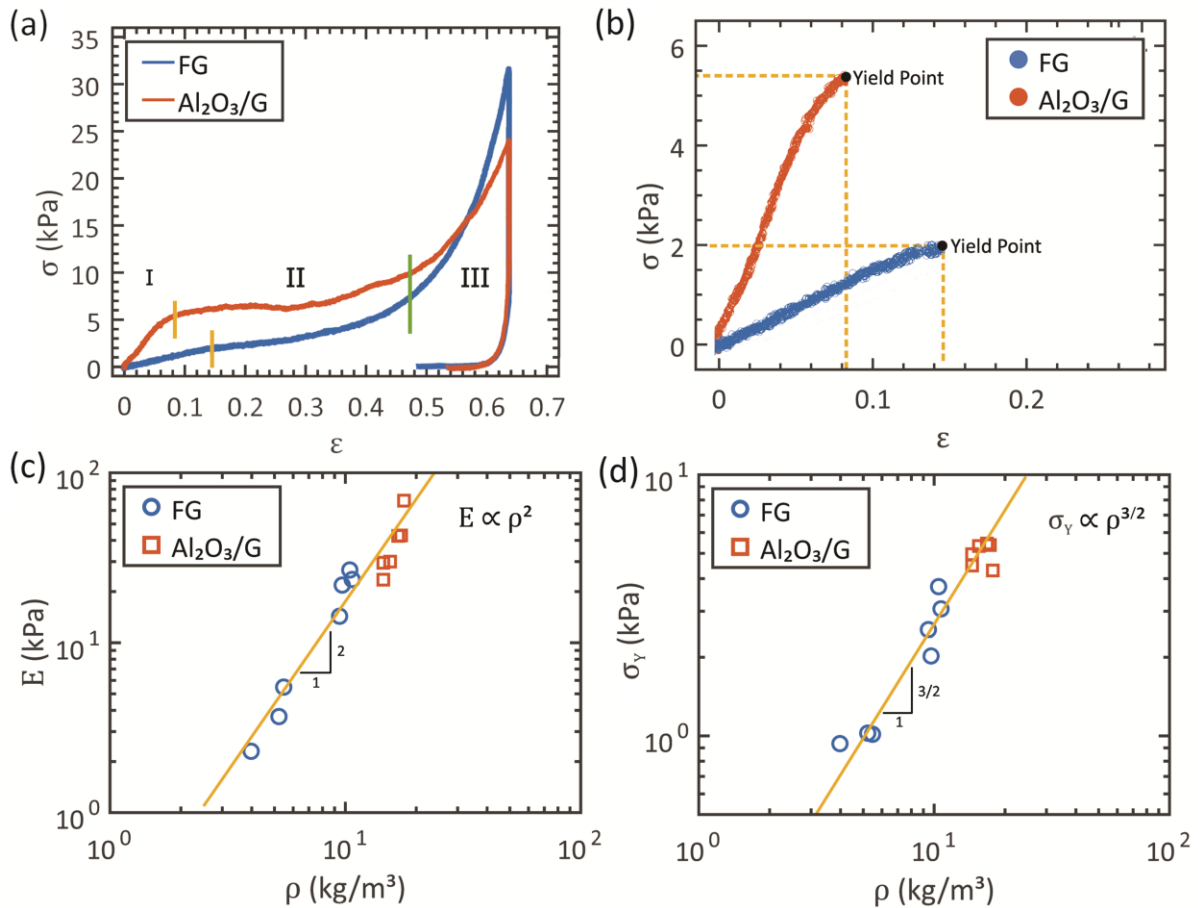 (a)
35
30
25
20
15
10
5
0
σ (kPa)
FG
Al₂O₃/G
I
II
III
0 0.1 0.2 0.3 0.4 0.5 0.6 0.7
ε
(b)
6
4
2
0
σ (kPa)
FG
Al₂O₃/G
Yield Point
Yield Point
0 0.1 0.2
ε
(c)
10²
10¹
10⁰
E (kPa)
FG
Al₂O₃/G
E ∝ ρ²
2
1
10⁰ 10¹ 10²
ρ (kg/m³)
(d)
10¹
10⁰
σᵧ (kPa)
FG
Al₂O₃/G
σᵧ ∝ ρ³/²
3/2
1
10⁰ 10¹ 10²
ρ (kg/m³)